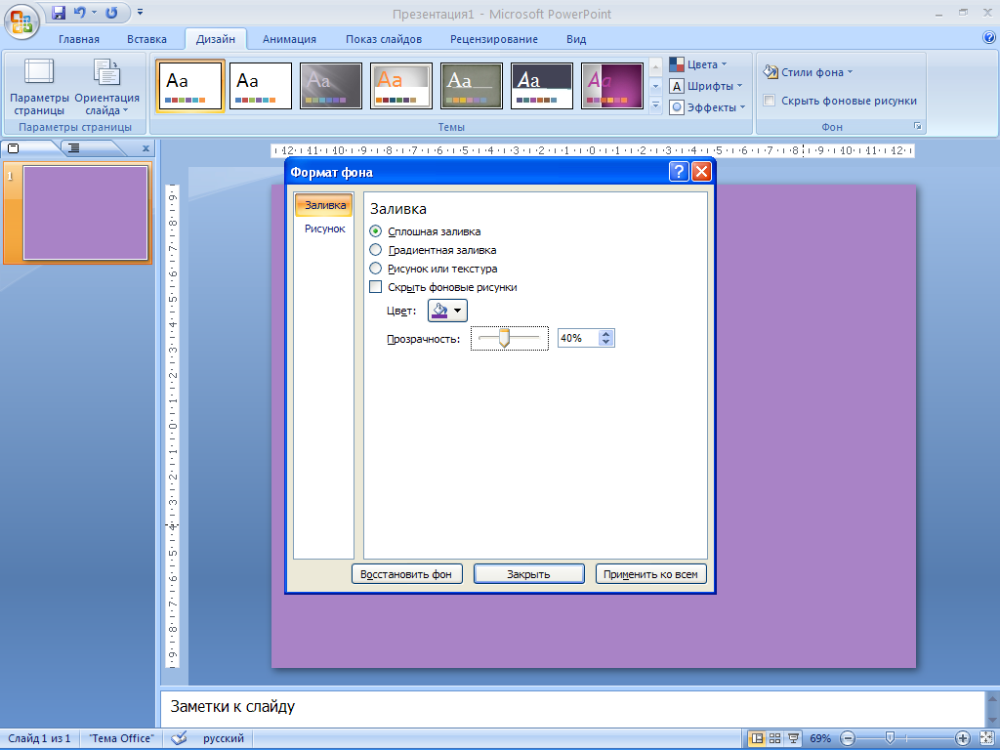 Презентация1 - Microsoft PowerPoint
Главная Вставка Дизайн Анимация Показ слайдов Рецензирование Вид
Параметры страницы
Ориентация слайда
Параметры страницы
Aa Aa Aa Aa Aa Aa Aa
Темы
Цвета
Шрифты
Эффекты
Стили фона
Скрыть фоновые рисунки
Фон
1
12 11 10 9 8 7 6 5 4 3 2 1 0 1 2 3 4 5 6 7 8 9 10 11 12
9 8 7 6 5 4 3 2 1 0 1 2 3 4 5 6 7 8 9
Формат фона
Заливка
Рисунок
Заливка
Сплошная заливка
Градиентная заливка
Рисунок или текстура
Скрыть фоновые рисунки
Цвет:
Прозрачность: 40%
Восстановить фон Закрыть Применить ко всем
Заметки к слайду
Слайд 1 из 1 "Тема Office" русский 69%